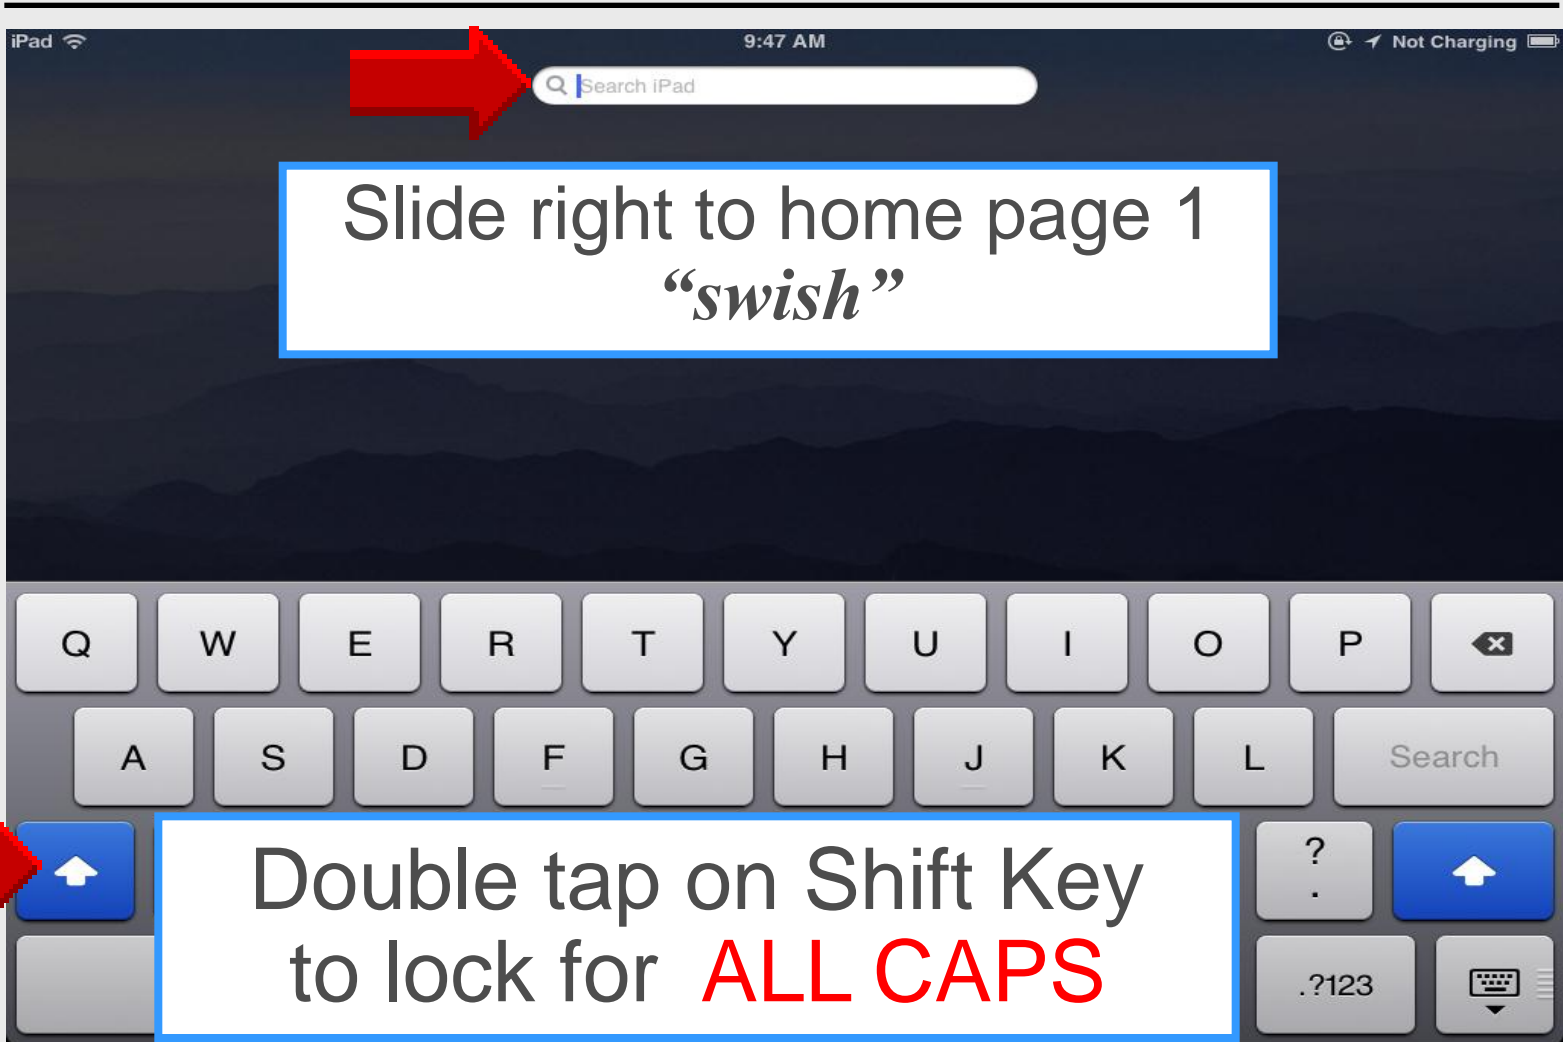 iPad 9:47 AM Not Charging
Search iPad
Slide right to home page 1
“swish”
Q W E R T Y U I O P
A S D F G H J K L Search
?
.
Double tap on Shift Key
to lock for ALL CAPS
.?123